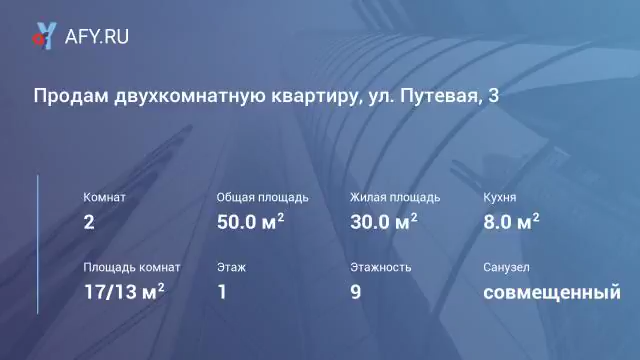 AFY.RU
Продам двухкомнатную квартиру, ул. Путевая, 3
Комнат
Общая площадь
Жилая площадь
Кухня
2
50.0 м²
30.0 м²
8.0 м²
Площадь комнат
Этаж
Этажность
Санузел
17/13 м²
1
9
совмещенный